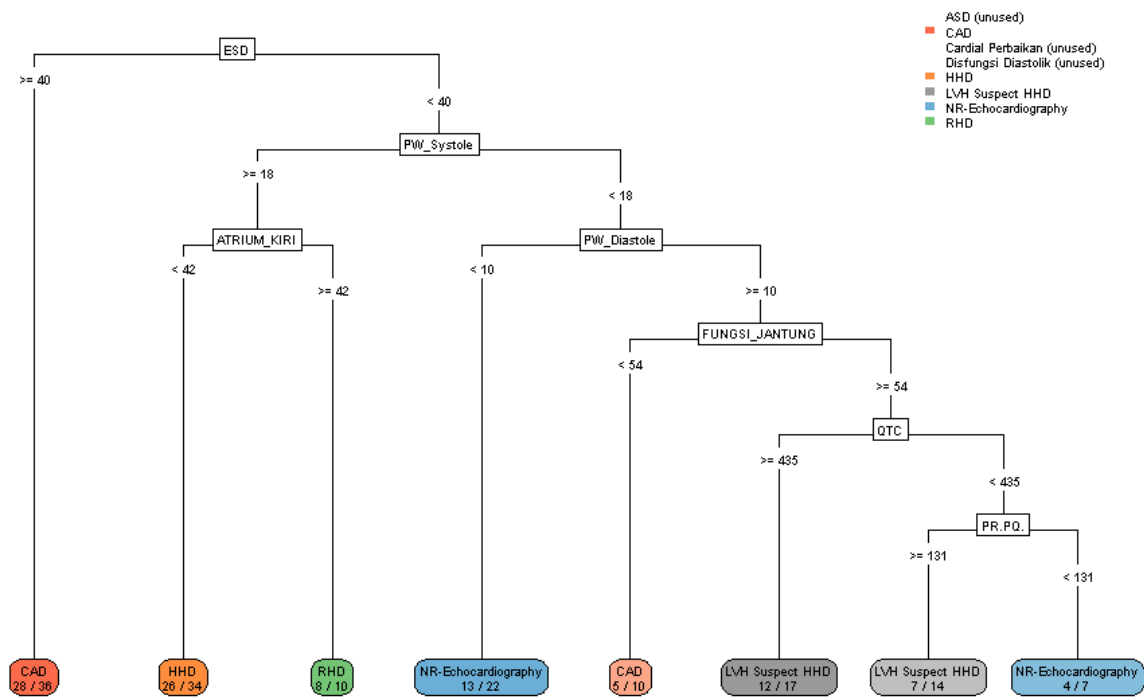 ASD (unused)
CAD
Cardial Perbaikan (unused)
Disfungsi Diastolik (unused)
HHD
LVH Suspect HHD
NR-Echocardiography
RHD
ESD
>= 40
< 40
PW_Systole
>= 18
< 18
ATRIUM_KIRI
PW_Diastole
< 42
>= 42
< 10
>= 10
FUNGSI_JANTUNG
< 54
>= 54
QTC
>= 435
< 435
PR.PQ.
>= 131
< 131
CAD
28 / 36
HHD
26 / 34
RHD
8 / 10
NR-Echocardiography
13 / 22
CAD
5 / 10
LVH Suspect HHD
12 / 17
LVH Suspect HHD
7 / 14
NR-Echocardiography
4 / 7